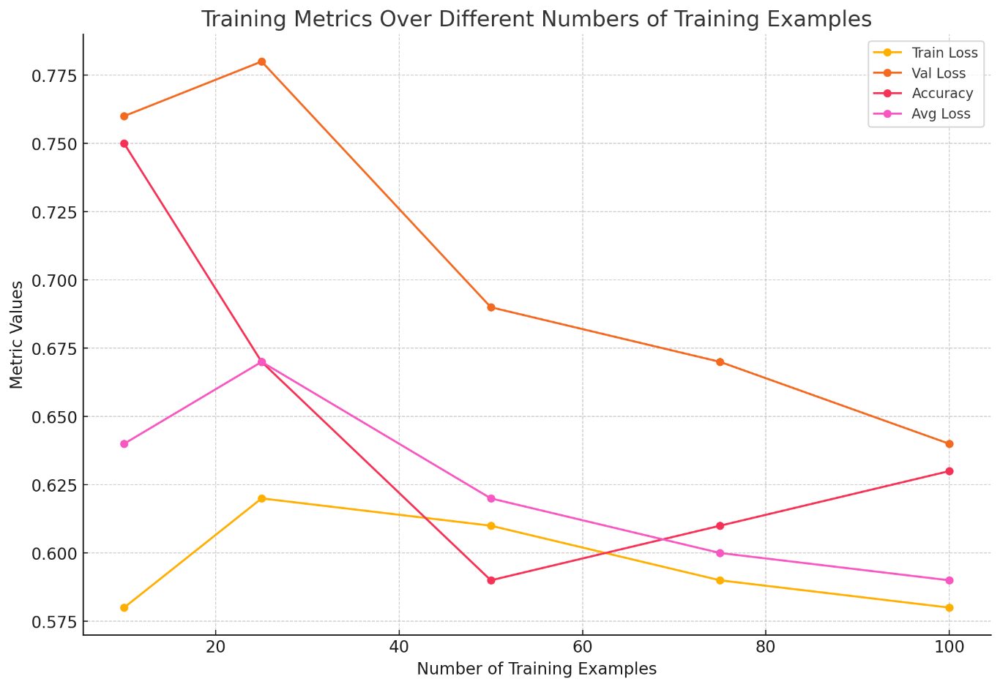 Training Metrics Over Different Numbers of Training Examples
Train Loss
Val Loss
Accuracy
Avg Loss
Metric Values
0.775
0.750
0.725
0.700
0.675
0.650
0.625
0.600
0.575
20 40 60 80 100
Number of Training Examples